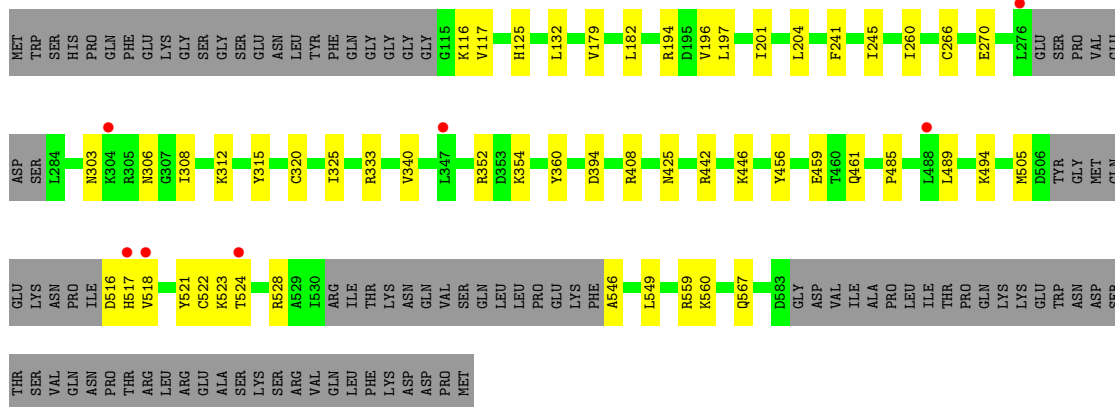 MET TRP SER HIS PRO GLN PHE GLU LYS GLY SER GLY SER GLU ASN LEU TYR PHE GLN GLY GLY GLY GLY G115 K116 V117 H125 L132 V179 L182 R194 D195 V196 L197 I201 L204 F241 I245 I260 C266 E270 L276 GLU SER PRO VAL GLU
ASP SER L284 N303 K304 R305 N306 G307 I308 K312 Y315 C320 I325 R333 V340 L347 R352 D353 K354 Y360 D394 R408 N425 R442 K446 Y456 E459 T460 Q461 P485 L488 L489 K494 M505 D506 TYR GLY MET GLN
GLU LYS ASN PRO ILE D516 H517 V518 Y521 C522 K523 T524 R528 A529 I530 ARG ILE THR LYS ASN GLN VAL SER GLN LEU LEU PRO GLU LYS PHE A546 L549 R559 K560 Q567 D583 GLY ASP VAL ILE ALA PRO LEU ILE THR PRO GLN LYS LYS GLU TRP ASN ASP SER
THR SER VAL GLN ASN PRO THR ARG LEU ARG GLU ALA SER LYS SER ARG VAL GLN LEU PHE LYS ASP ASP PRO MET